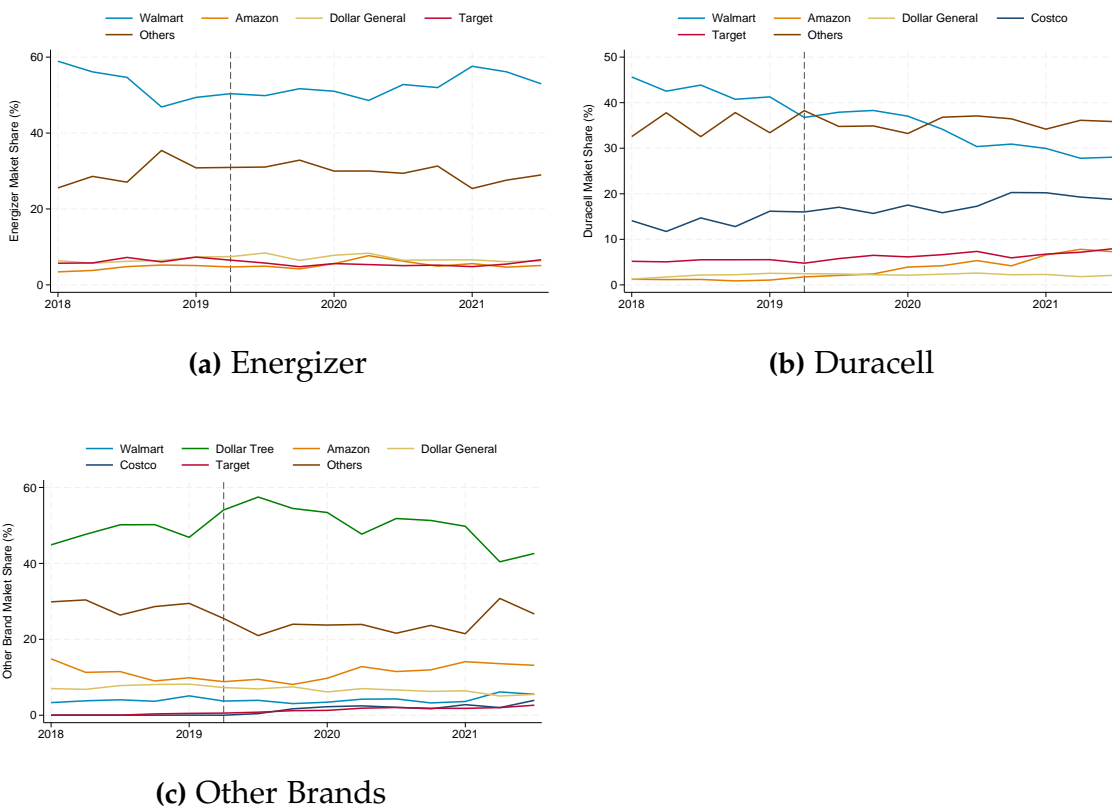 Walmart Amazon Dollar General Target
Others
Energizer Maket Share (%)
60
40
20
0
2018 2019 2020 2021
(a) Energizer
Walmart Amazon Dollar General Costco
Target Others
Duracell Maket Share (%)
50
40
30
20
10
0
2018 2019 2020 2021
(b) Duracell
Walmart Dollar Tree Amazon Dollar General
Costco Target Others
Other Brand Maket Share (%)
60
40
20
0
2018 2019 2020 2021
(c) Other Brands